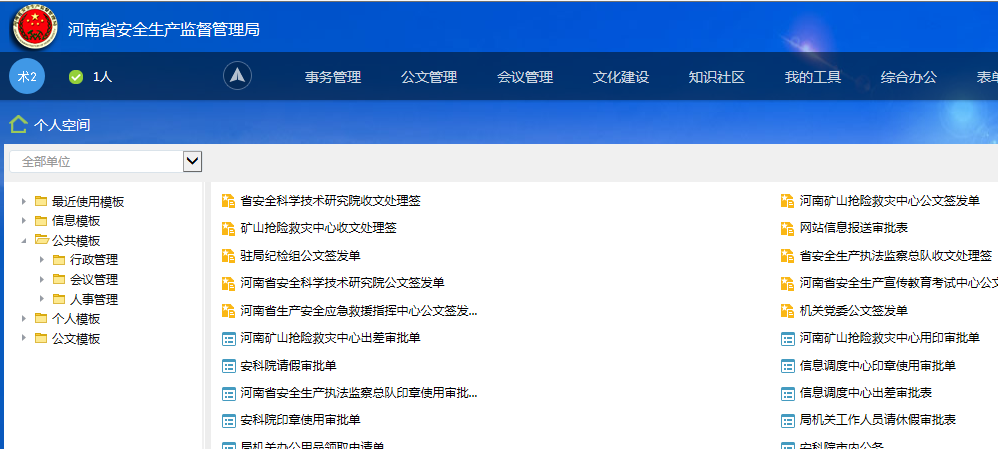 河南省安全生产监督管理局
术2 1人 事务管理 公文管理 会议管理 文化建设 知识社区 我的工具 综合办公 表单
个人空间
全部单位
最近使用模板
信息模板
公共模板
行政管理
会议管理
人事管理
个人模板
公文模板
省安全科学技术研究院收文处理签
矿山抢险救灾中心收文处理签
驻局纪检组公文签发单
河南省安全科学技术研究院公文签发单
河南省生产安全应急救援指挥中心公文签发...
河南矿山抢险救灾中心出差审批单
安科院请假审批单
河南省安全生产执法监察总队印章使用审批...
安科院印章使用审批单
局机关办公用品领取申请单
河南矿山抢险救灾中心公文签发单
网站信息报送审批表
省安全生产执法监察总队收文处理签
河南省安全生产宣传教育考试中心公文
机关党委公文签发单
河南矿山抢险救灾中心用印审批单
信息调度中心印章使用审批单
信息调度中心出差审批表
局机关工作人员请休假审批表
安科院市内公务